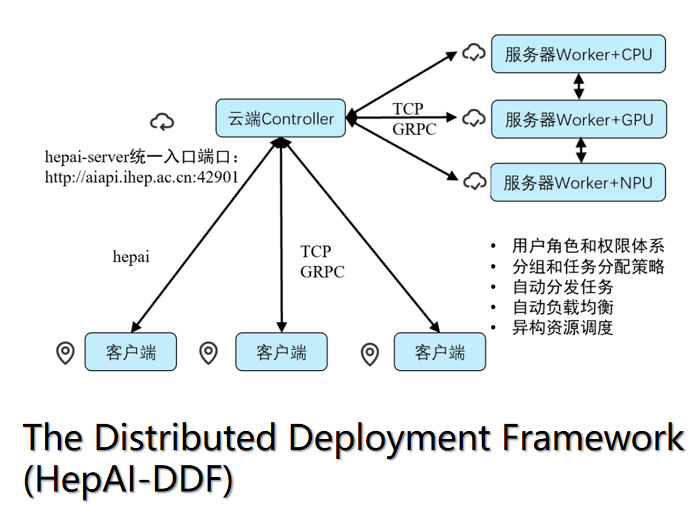 服务器Worker+CPU
云端Controller
TCP
GRPC
服务器Worker+GPU
hepai-server统一入口端口：
http://aiapi.ihep.ac.cn:42901
服务器Worker+NPU
hepai
TCP
GRPC
• 用户角色和权限体系
• 分组和任务分配策略
• 自动分发任务
• 自动负载均衡
• 异构资源调度
客户端
客户端
客户端
The Distributed Deployment Framework
(HepAI-DDF)